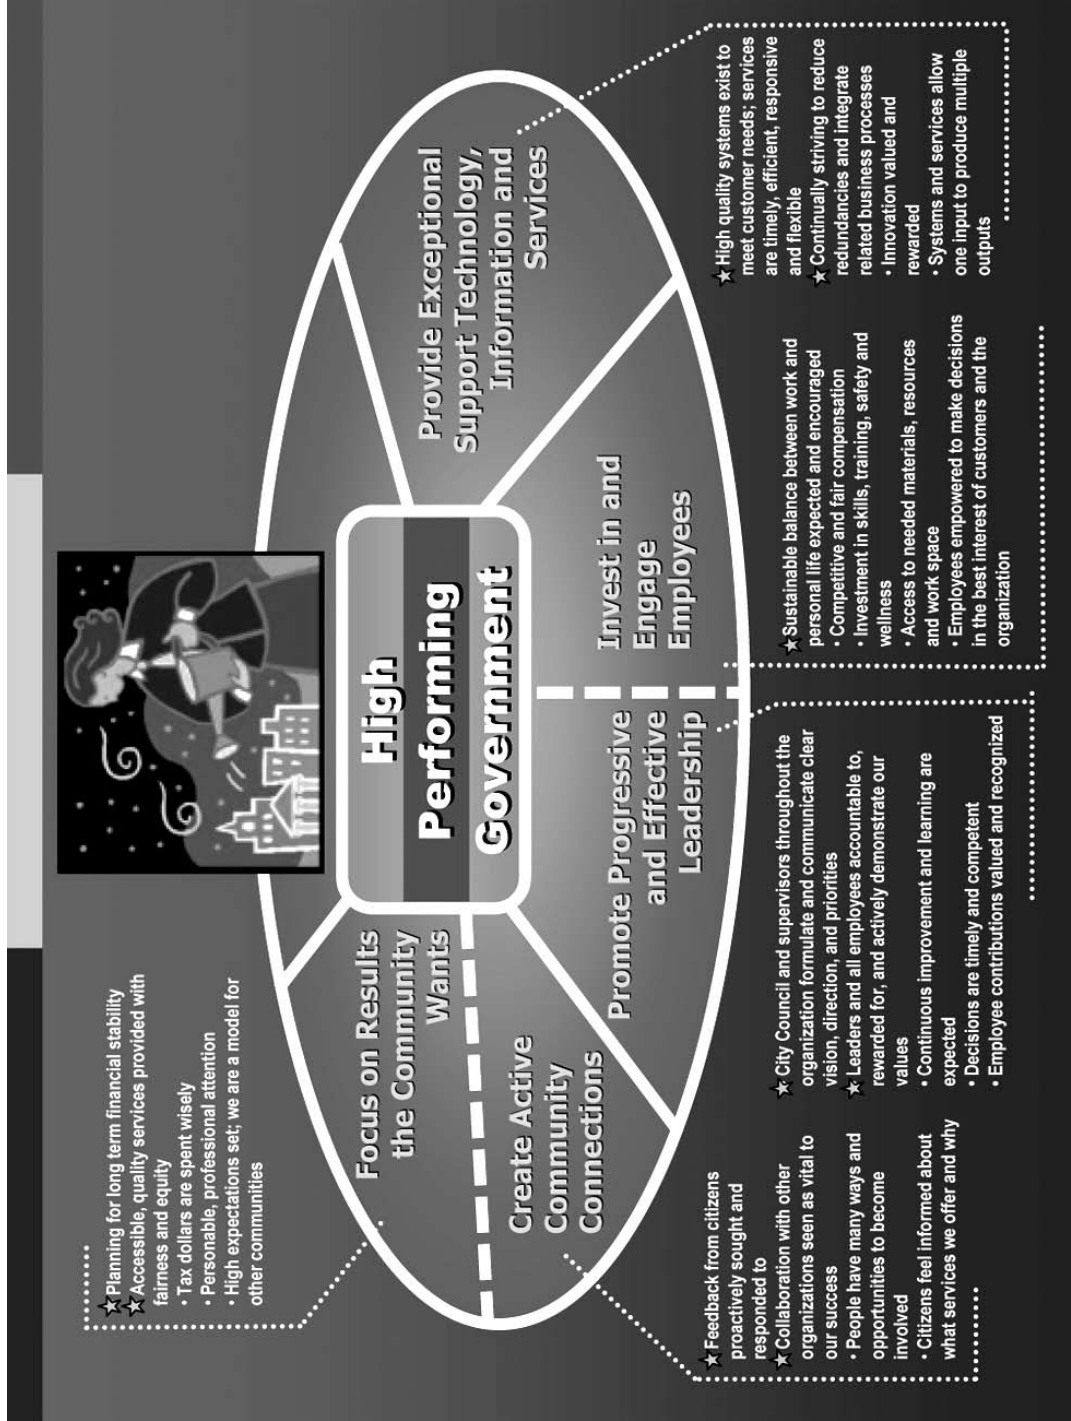 High
Performing
Government
Focus on Results
the Community
Wants
☆Planning for long term financial stability
☆Accessible, quality services provided with
fairness and equity
• Tax dollars are spent wisely
• Personable, professional attention
• High expectations set; we are a model for
other communities
Provide Exceptional
Support Technology,
Information and
Services
☆High quality systems exist to
meet customer needs; services
are timely, efficient, responsive
and flexible
☆Continually striving to reduce
redundancies and integrate
related business processes
• Innovation valued and
rewarded
• Systems and services allow
one input to produce multiple
outputs
Create Active
Community
Connections
☆Feedback from citizens
proactively sought and
responded to
☆Collaboration with other
organizations seen as vital to
our success
• People have many ways and
opportunities to become
involved
• Citizens feel informed about
what services we offer and why
Promote Progressive
and Effective
Leadership
☆City Council and supervisors throughout the
organization formulate and communicate clear
vision, direction, and priorities
☆Leaders and all employees accountable to,
rewarded for, and actively demonstrate our
values
• Continuous improvement and learning are
expected
• Decisions are timely and competent
• Employee contributions valued and recognized
Invest in and
Engage
Employees
☆Sustainable balance between work and
personal life expected and encouraged
• Competitive and fair compensation
• Investment in skills, training, safety and
wellness
• Access to needed materials, resources
and work space
• Employees empowered to make decisions
in the best interest of customers and the
organization